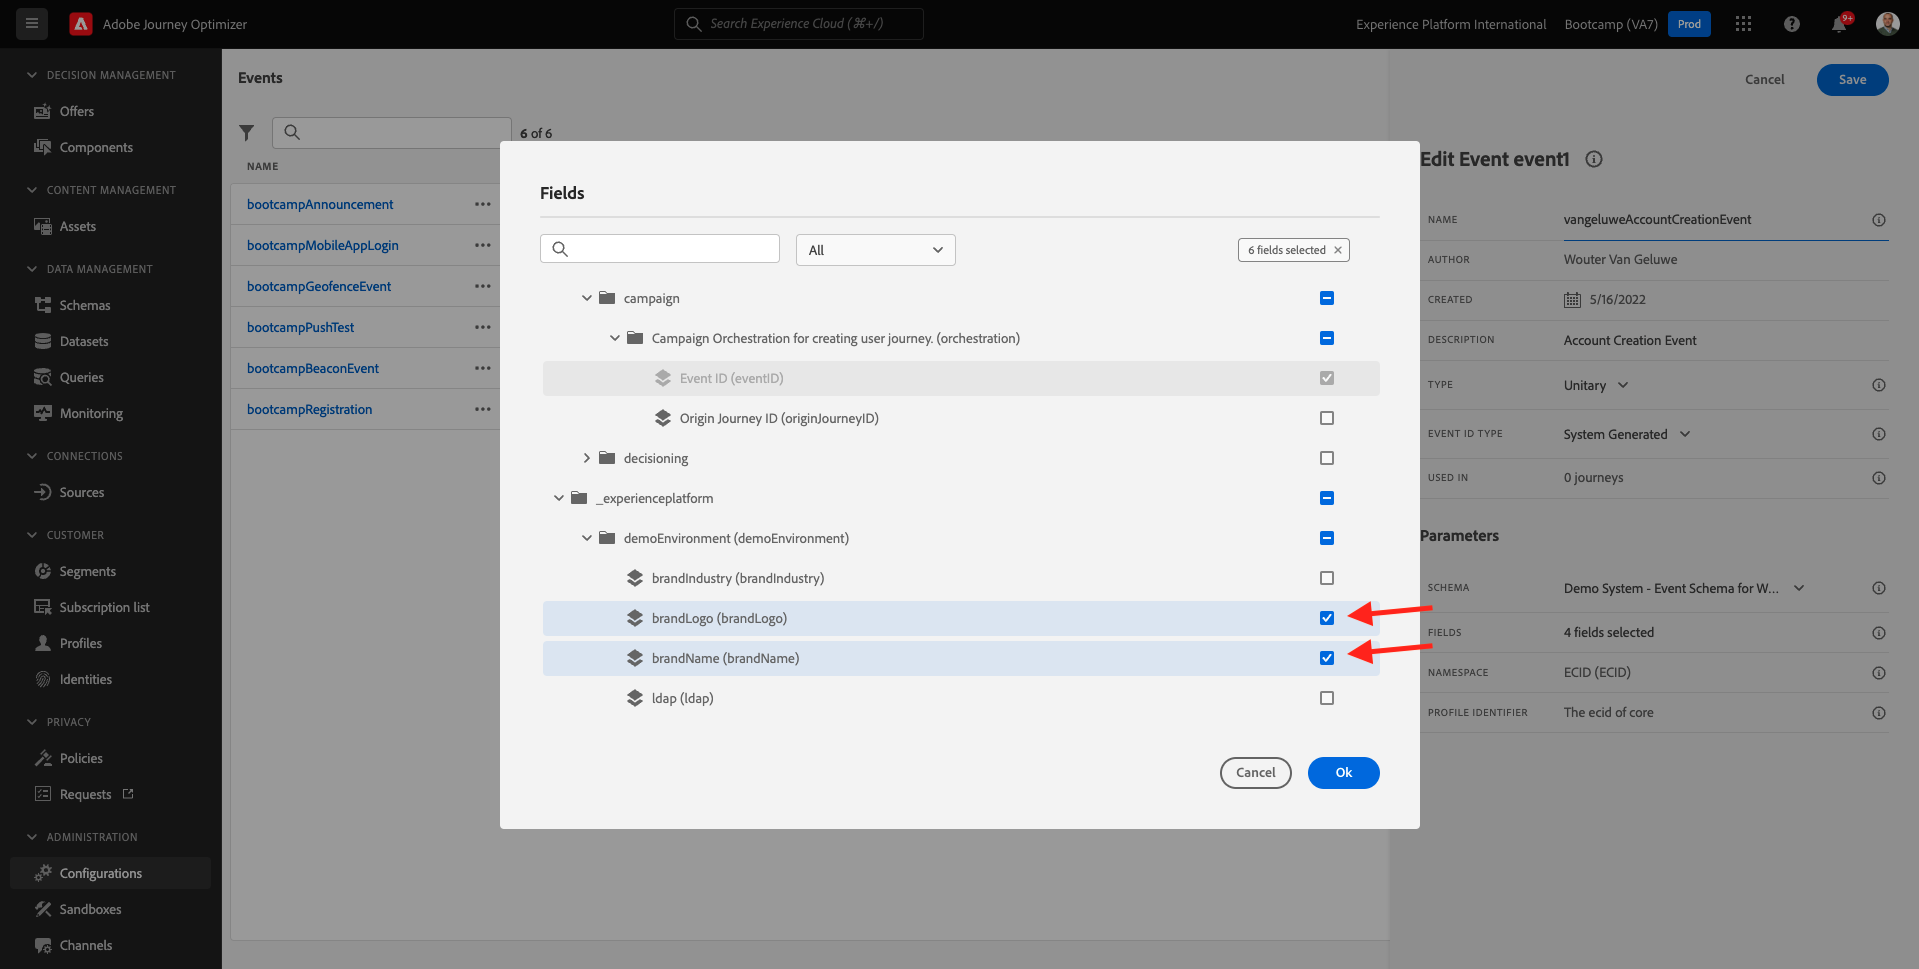 Adobe Journey Optimizer
Search Experience Cloud (⌘+/)
Experience Platform International
Bootcamp (VA7)
Prod
9+
DECISION MANAGEMENT
Offers
Components
CONTENT MANAGEMENT
Assets
DATA MANAGEMENT
Schemas
Datasets
Queries
Monitoring
CONNECTIONS
Sources
CUSTOMER
Segments
Subscription list
Profiles
Identities
PRIVACY
Policies
Requests
ADMINISTRATION
Configurations
Sandboxes
Channels
Events
6 of 6
NAME
bootcampAnnouncement
bootcampMobileAppLogin
bootcampGeofenceEvent
bootcampPushTest
bootcampBeaconEvent
bootcampRegistration
Fields
All
6 fields selected
campaign
Campaign Orchestration for creating user journey. (orchestration)
Event ID (eventID)
Origin Journey ID (originJourneyID)
decisioning
_experienceplatform
demoEnvironment (demoEnvironment)
brandIndustry (brandIndustry)
brandLogo (brandLogo)
brandName (brandName)
ldap (ldap)
Cancel
Ok
Cancel
Save
Edit Event event1
NAME
vangeluweAccountCreationEvent
AUTHOR
Wouter Van Geluwe
CREATED
5/16/2022
DESCRIPTION
Account Creation Event
TYPE
Unitary
EVENT ID TYPE
System Generated
USED IN
0 journeys
Parameters
SCHEMA
Demo System - Event Schema for W...
FIELDS
4 fields selected
NAMESPACE
ECID (ECID)
PROFILE IDENTIFIER
The ecid of core